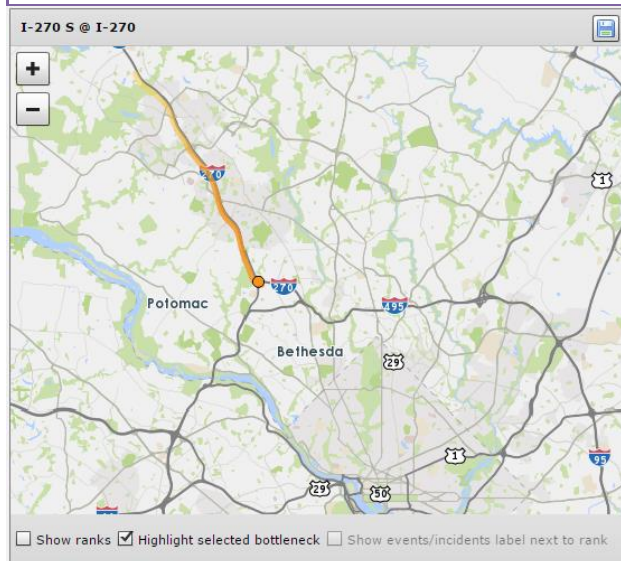 I-270 S @ I-270
+
−
1
270
270
Potomac
495
Bethesda
29
1
95
29
50
Show ranks Highlight selected bottleneck Show events/incidents label next to rank